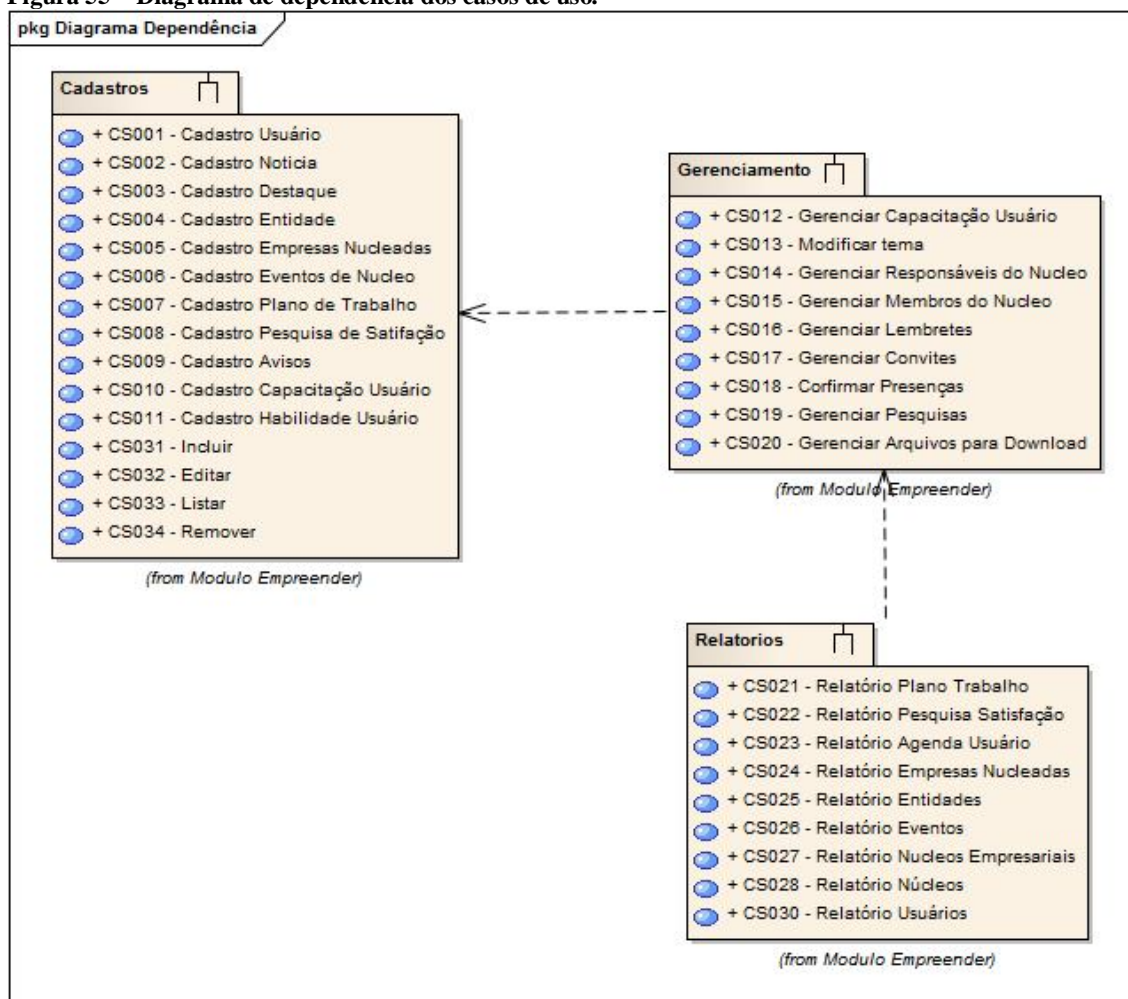 Figura 35 – Diagrama de dependência dos casos de uso.
pkg Diagrama Dependência
Cadastros
+ CS001 - Cadastro Usuário
+ CS002 - Cadastro Noticia
+ CS003 - Cadastro Destaque
+ CS004 - Cadastro Entidade
+ CS005 - Cadastro Empresas Nucleadas
+ CS006 - Cadastro Eventos de Nucleo
+ CS007 - Cadastro Plano de Trabalho
+ CS008 - Cadastro Pesquisa de Satifação
+ CS009 - Cadastro Avisos
+ CS010 - Cadastro Capacitação Usuário
+ CS011 - Cadastro Habilidade Usuário
+ CS031 - Incluir
+ CS032 - Editar
+ CS033 - Listar
+ CS034 - Remover
(from Modulo Empreender)
Gerenciamento
+ CS012 - Gerenciar Capacitação Usuário
+ CS013 - Modificar tema
+ CS014 - Gerenciar Responsáveis do Nucleo
+ CS015 - Gerenciar Membros do Nucleo
+ CS016 - Gerenciar Lembretes
+ CS017 - Gerenciar Convites
+ CS018 - Corfirmar Presenças
+ CS019 - Gerenciar Pesquisas
+ CS020 - Gerenciar Arquivos para Download
(from Modulo Empreender)
Relatorios
+ CS021 - Relatório Plano Trabalho
+ CS022 - Relatório Pesquisa Satisfação
+ CS023 - Relatório Agenda Usuário
+ CS024 - Relatório Empresas Nucleadas
+ CS025 - Relatório Entidades
+ CS026 - Relatório Eventos
+ CS027 - Relatório Nucleos Empresariais
+ CS028 - Relatório Núcleos
+ CS030 - Relatório Usuários
(from Modulo Empreender)